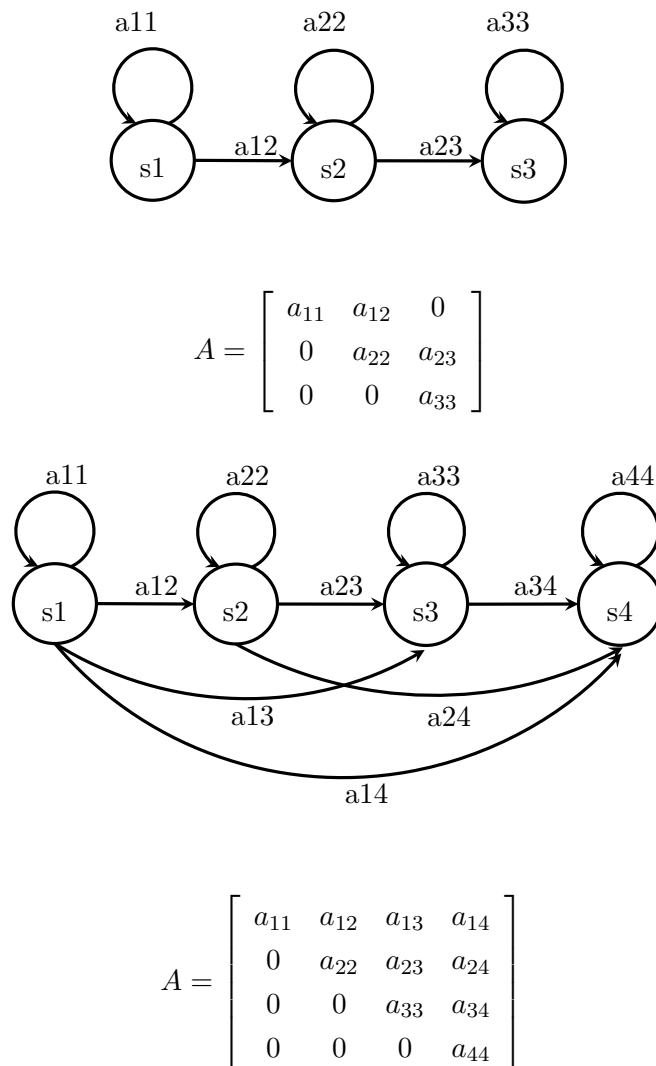 a11 a22 a33
a12 a23
s1 s2 s3
A = [ a₁₁ a₁₂ 0
0 a₂₂ a₂₃
0 0 a₃₃ ]
a11 a22 a33 a44
a12 a23 a34
s1 s2 s3 s4
a13 a24
a14
A = [ a₁₁ a₁₂ a₁₃ a₁₄
0 a₂₂ a₂₃ a₂₄
0 0 a₃₃ a₃₄
0 0 0 a₄₄